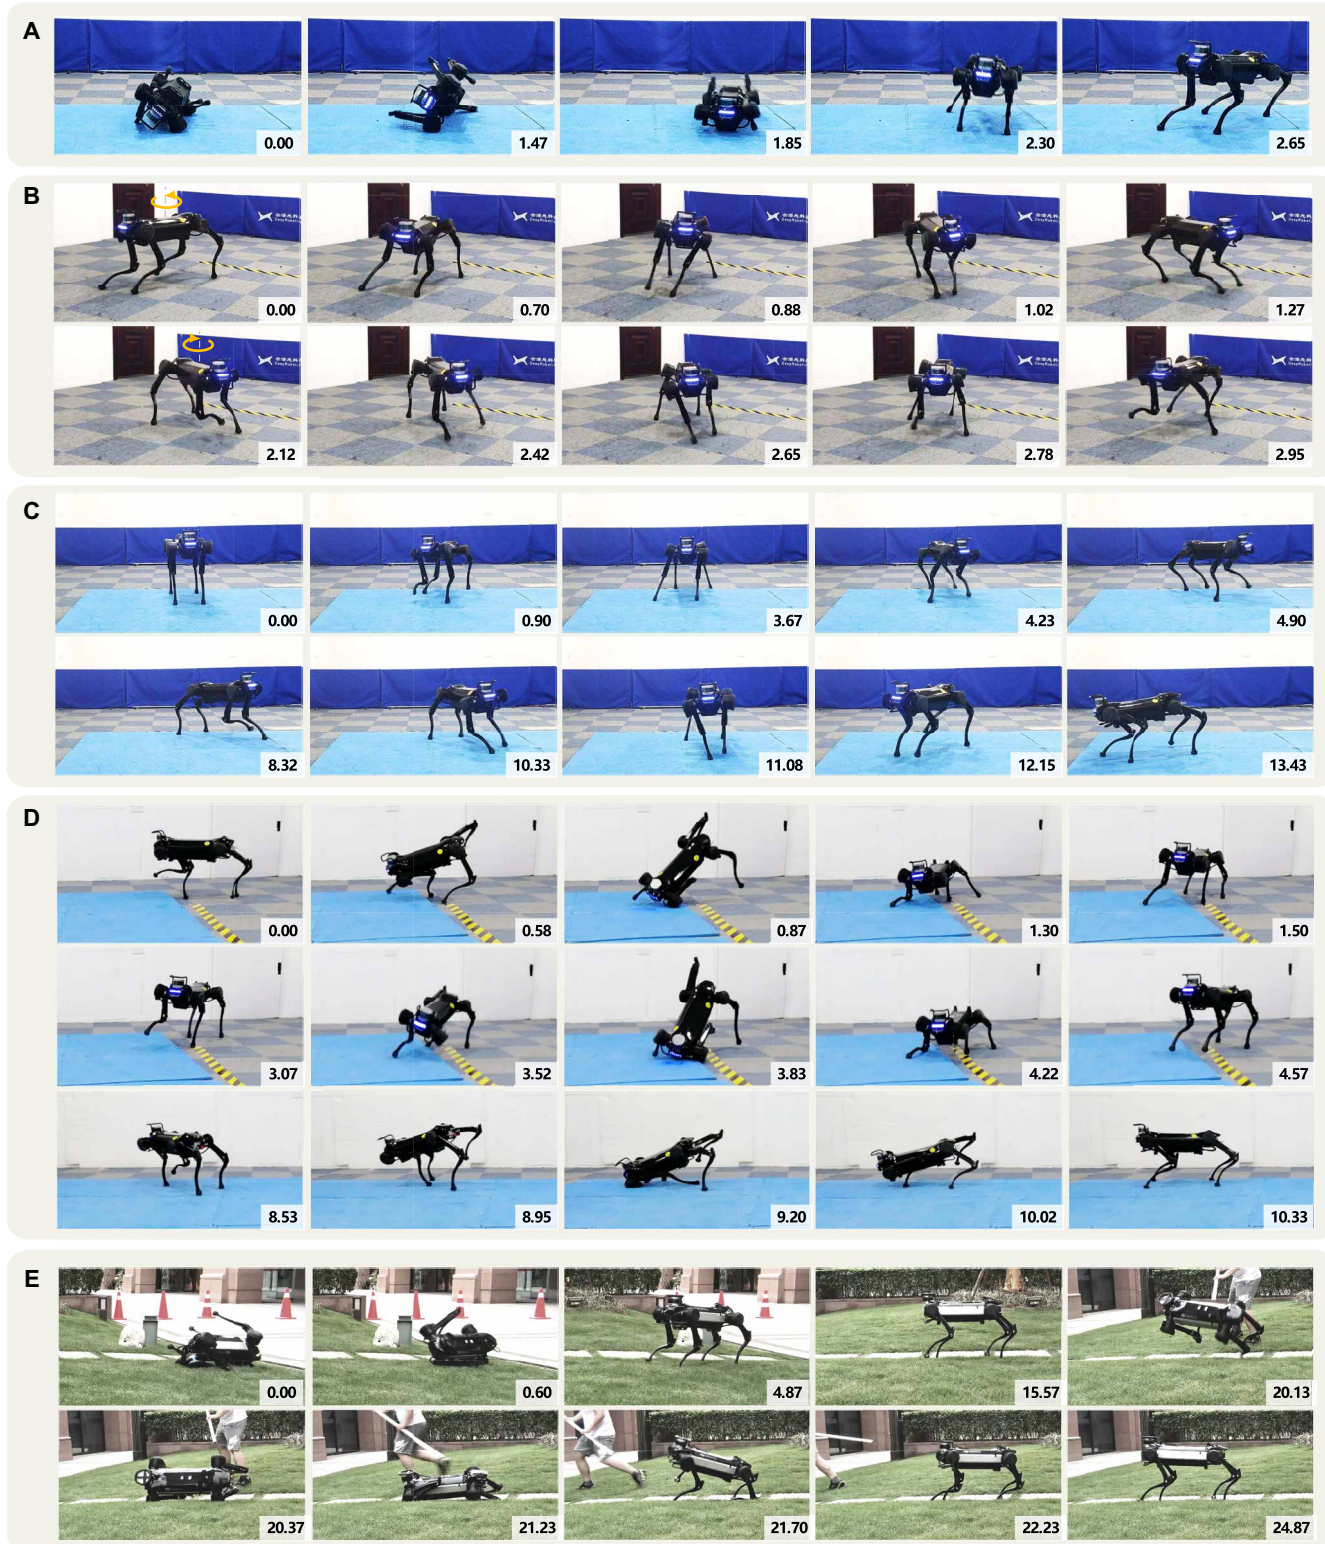 A
0.00 1.47 1.85 2.30 2.65
B
0.00 0.70 0.88 1.02 1.27
2.12 2.42 2.65 2.78 2.95
C
0.00 0.90 3.67 4.23 4.90
8.32 10.33 11.08 12.15 13.43
D
0.00 0.58 0.87 1.30 1.50
3.07 3.52 3.83 4.22 4.57
8.53 8.95 9.20 10.02 10.33
E
0.00 0.60 4.87 15.57 20.13
20.37 21.23 21.70 22.23 24.87